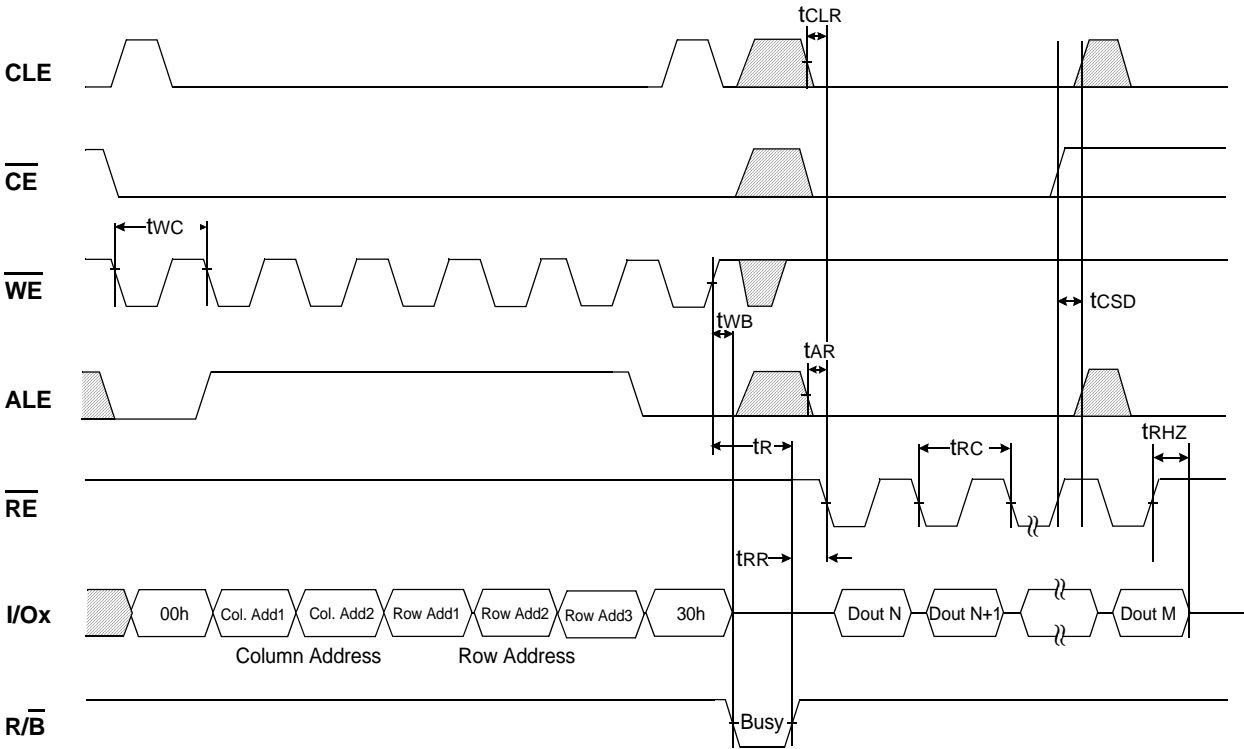 tCLR
CLE
CE
tWC
WE
tCSD
tWB
tAR
ALE
tR
tRC
tRHZ
RE
tRR
I/Ox
00h Col. Add1 Col. Add2 Row Add1 Row Add2 Row Add3 30h Dout N Dout N+1 Dout M
Column Address Row Address
R/B
Busy